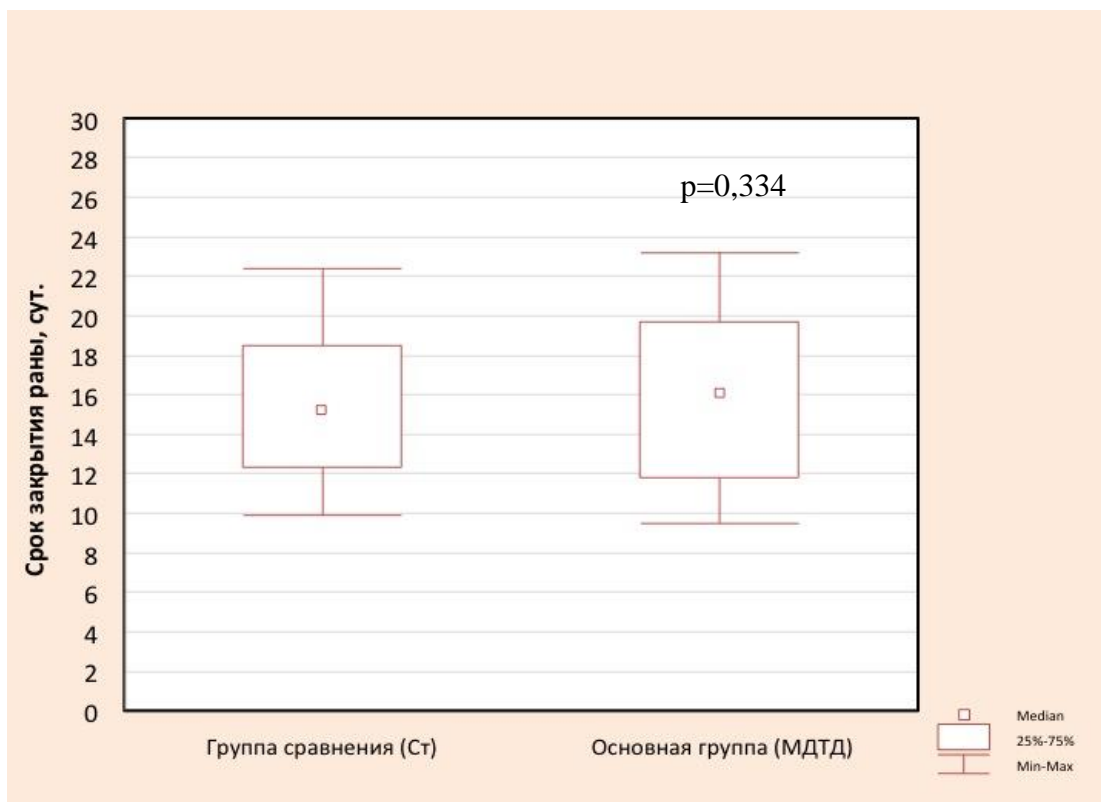 30
28
26
p=0,334
24
22
20
18
16
14
12
10
8
6
4
2
0
Срок закрытия раны, сут.
Группа сравнения (Ст)
Основная группа (МДТД)
Median
25%-75%
Min-Max